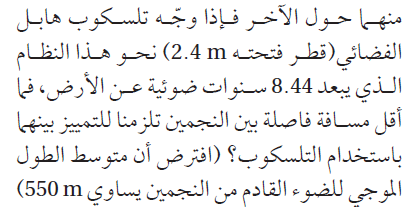 منهما حول الآخر فإذا وجّه تلسكوب هابل
الفضائي(قطر فتحته 2.4 m) نحو هذا النظام
الذي يبعد 8.44 سنوات ضوئية عن الأرض، فما
أقل مسافة فاصلة بين النجمين تلزمنا للتمييز بينهما
باستخدام التلسكوب؟ (افترض أن متوسط الطول
الموجي للضوء القادم من النجمين يساوي 550 m)